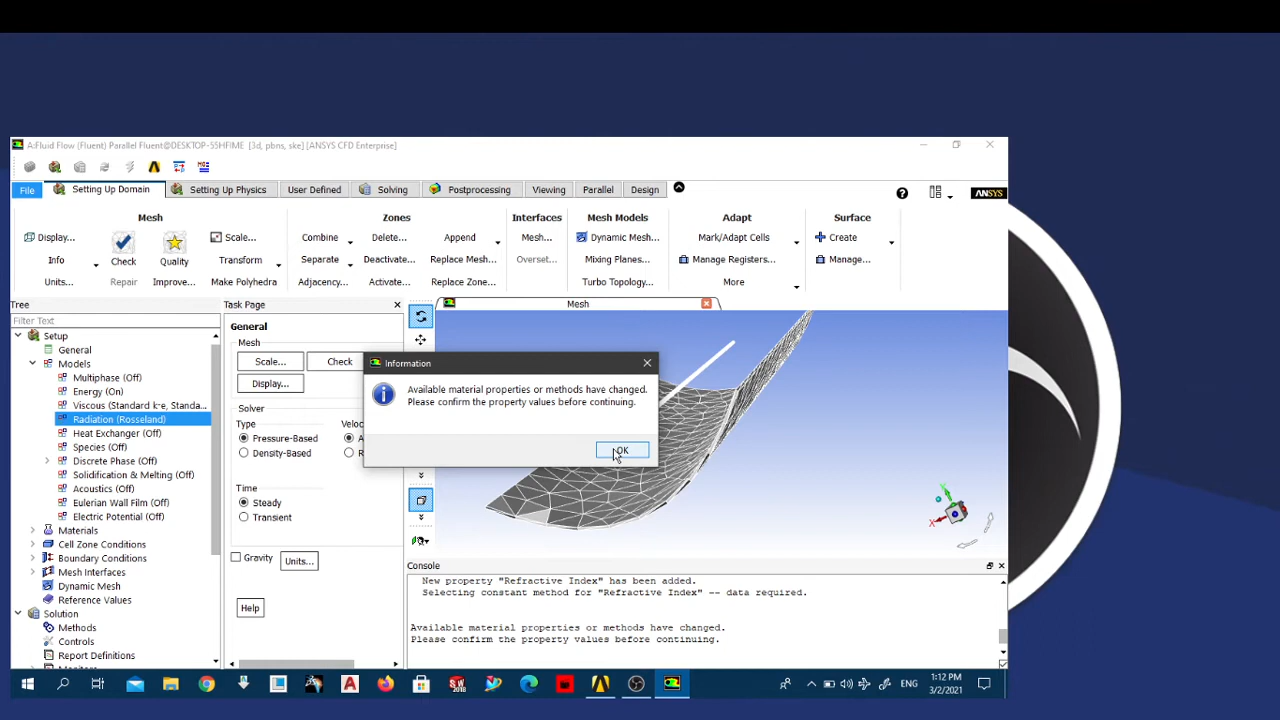 A:Fluid Flow (Fluent) Parallel Fluent@DESKTOP-55HFIME [3d, pbns, ske] [ANSYS CFD Enterprise]
File
Setting Up Domain
Setting Up Physics
User Defined
Solving
Postprocessing
Viewing
Parallel
Design
ANSYS
Mesh
Zones
Interfaces
Mesh Models
Adapt
Surface
Display...
Scale...
Combine
Delete...
Append
Mesh...
Dynamic Mesh...
Mark/Adapt Cells
Create
Info
Check
Quality
Transform
Separate
Deactivate...
Replace Mesh...
Overset...
Mixing Planes...
Manage Registers...
Manage...
Units...
Repair
Improve...
Make Polyhedra
Adjacency...
Activate...
Replace Zone...
Turbo Topology...
More
Tree
Task Page
Mesh
Filter Text
Setup
General
Models
Multiphase (Off)
Energy (On)
Viscous (Standard k-e, Standa...
Radiation (Rosseland)
Heat Exchanger (Off)
Species (Off)
Discrete Phase (Off)
Solidification & Melting (Off)
Acoustics (Off)
Eulerian Wall Film (Off)
Electric Potential (Off)
Materials
Cell Zone Conditions
Boundary Conditions
Mesh Interfaces
Dynamic Mesh
Reference Values
Solution
Methods
Controls
Report Definitions
General
Mesh
Scale...
Check
Display...
Solver
Type
Veloc
Pressure-Based
A
Density-Based
R
Time
Steady
Transient
Gravity
Units...
Help
Information
Available material properties or methods have changed.
Please confirm the property values before continuing.
OK
Y
X
Console
New property "Refractive Index" has been added.
Selecting constant method for "Refractive Index" -- data required.
Available material properties or methods have changed.
Please confirm the property values before continuing.
SW
2018
ENG
1:12 PM
3/2/2021